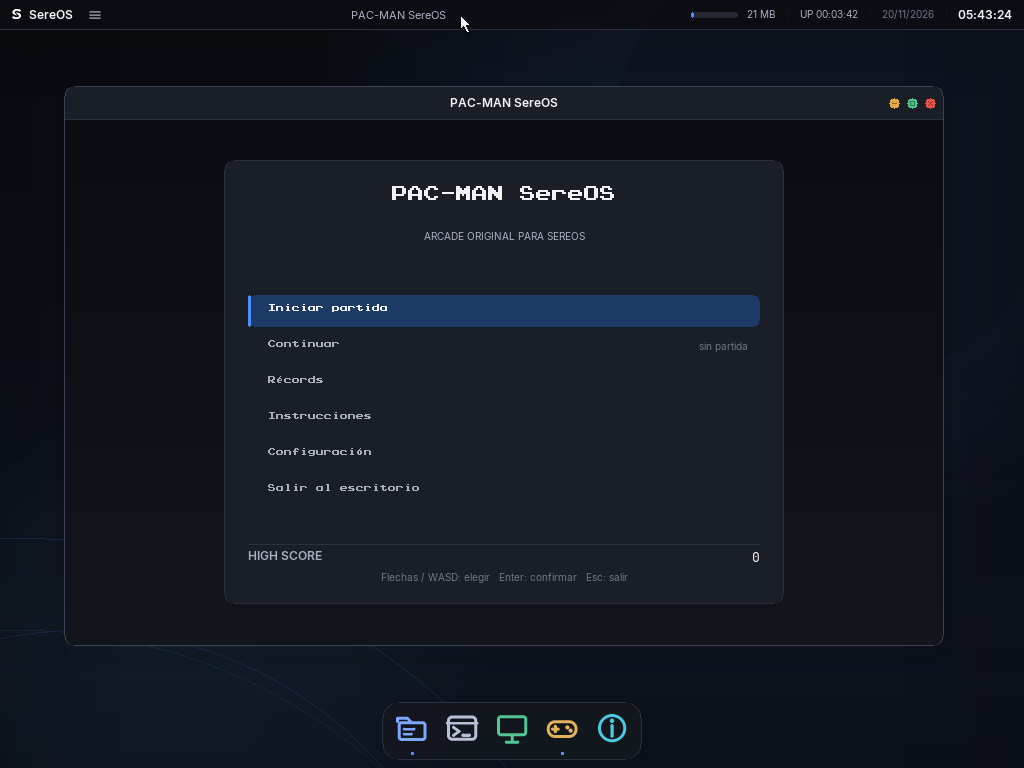 SereOS
PAC-MAN SereOS
21 MB
UP 00:03:42
20/11/2026
05:43:24
PAC-MAN SereOS
PAC-MAN SereOS
ARCADE ORIGINAL PARA SEREOS
Iniciar partida
Continuar
sin partida
Récords
Instrucciones
Configuración
Salir al escritorio
HIGH SCORE
0
Flechas / WASD: elegir Enter: confirmar Esc: salir